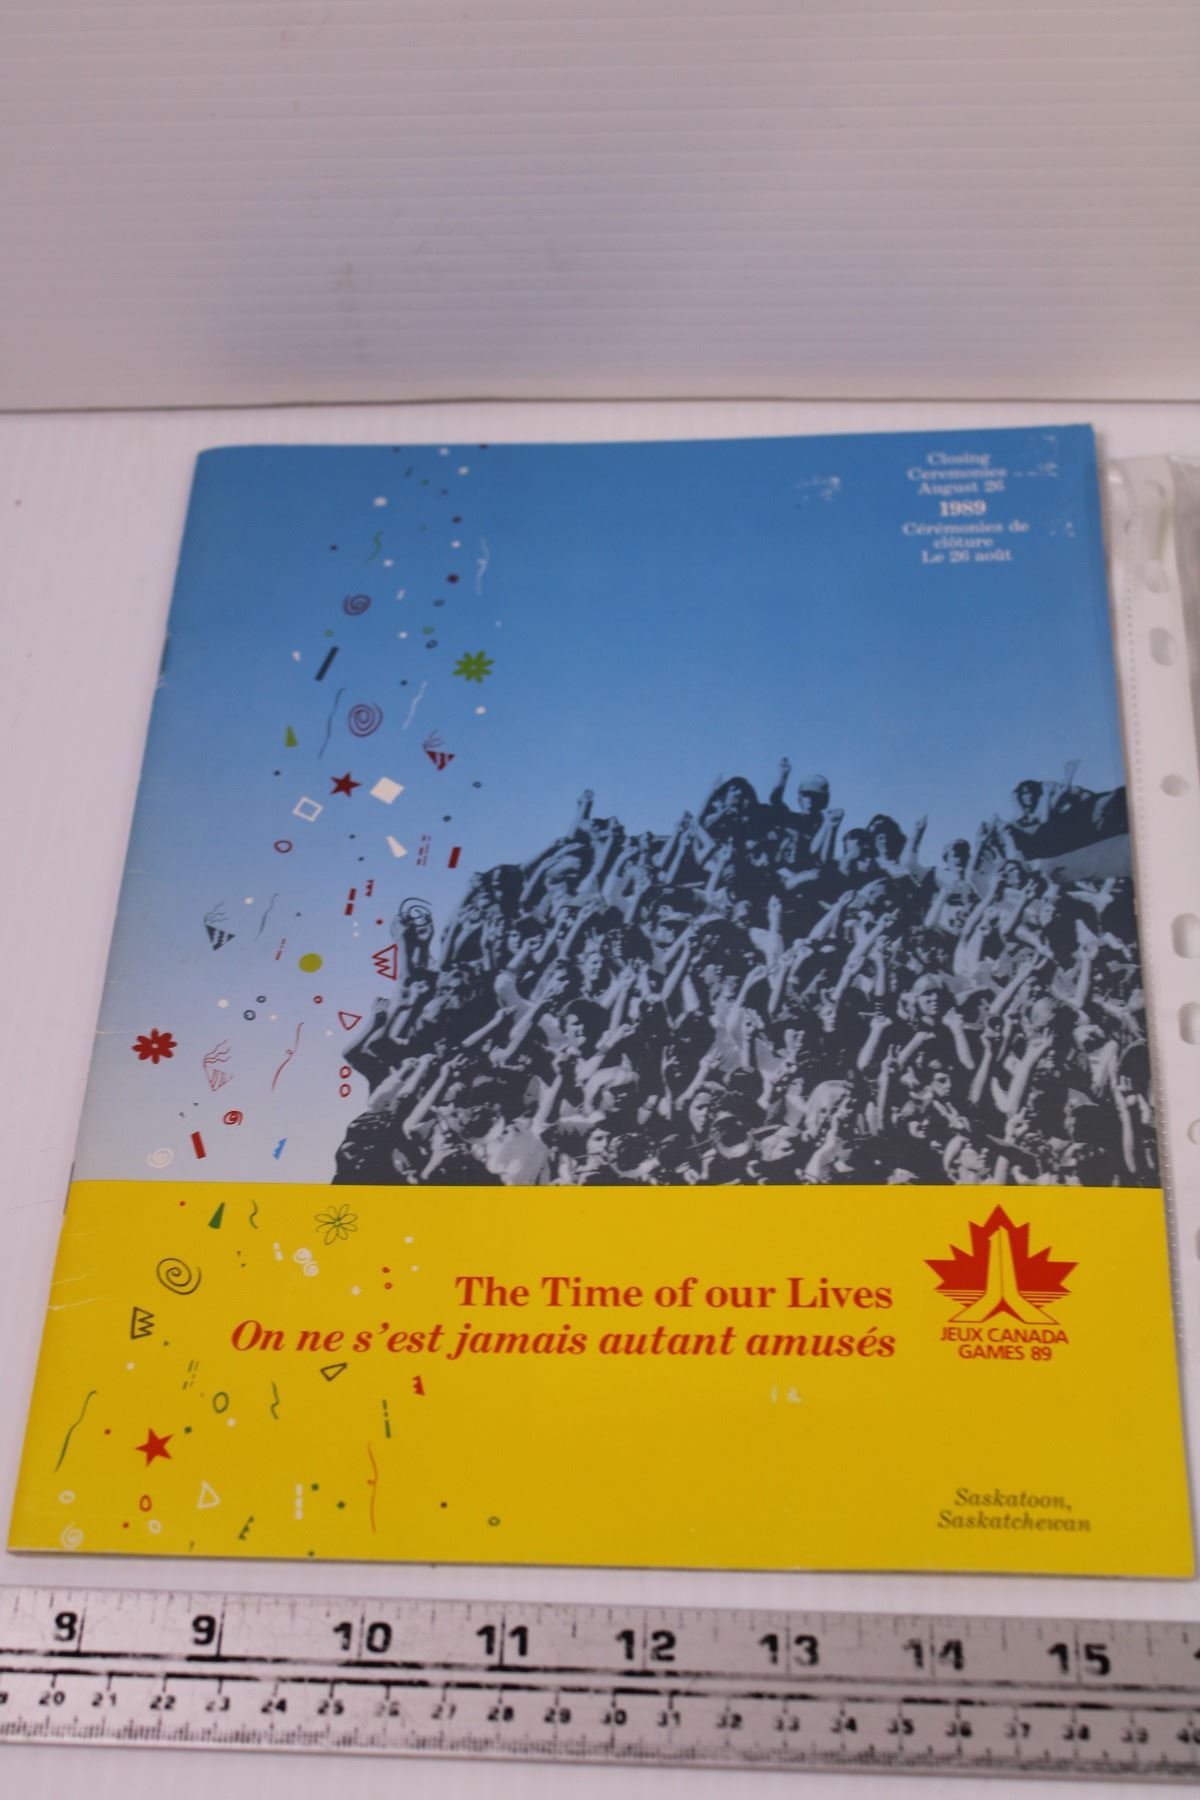 Closing
Ceremonies
August 26
1989
Cérémonies de
clôture
Le 26 août
The Time of our Lives
On ne s'est jamais autant amusés
JEUX CANADA
GAMES 89
Saskatoon,
Saskatchewan
8 9 10 11 12 13 14 15
20 21 22 23 24 25 26 27 28 29 30 31 32 33 34 35 36 37 38 39